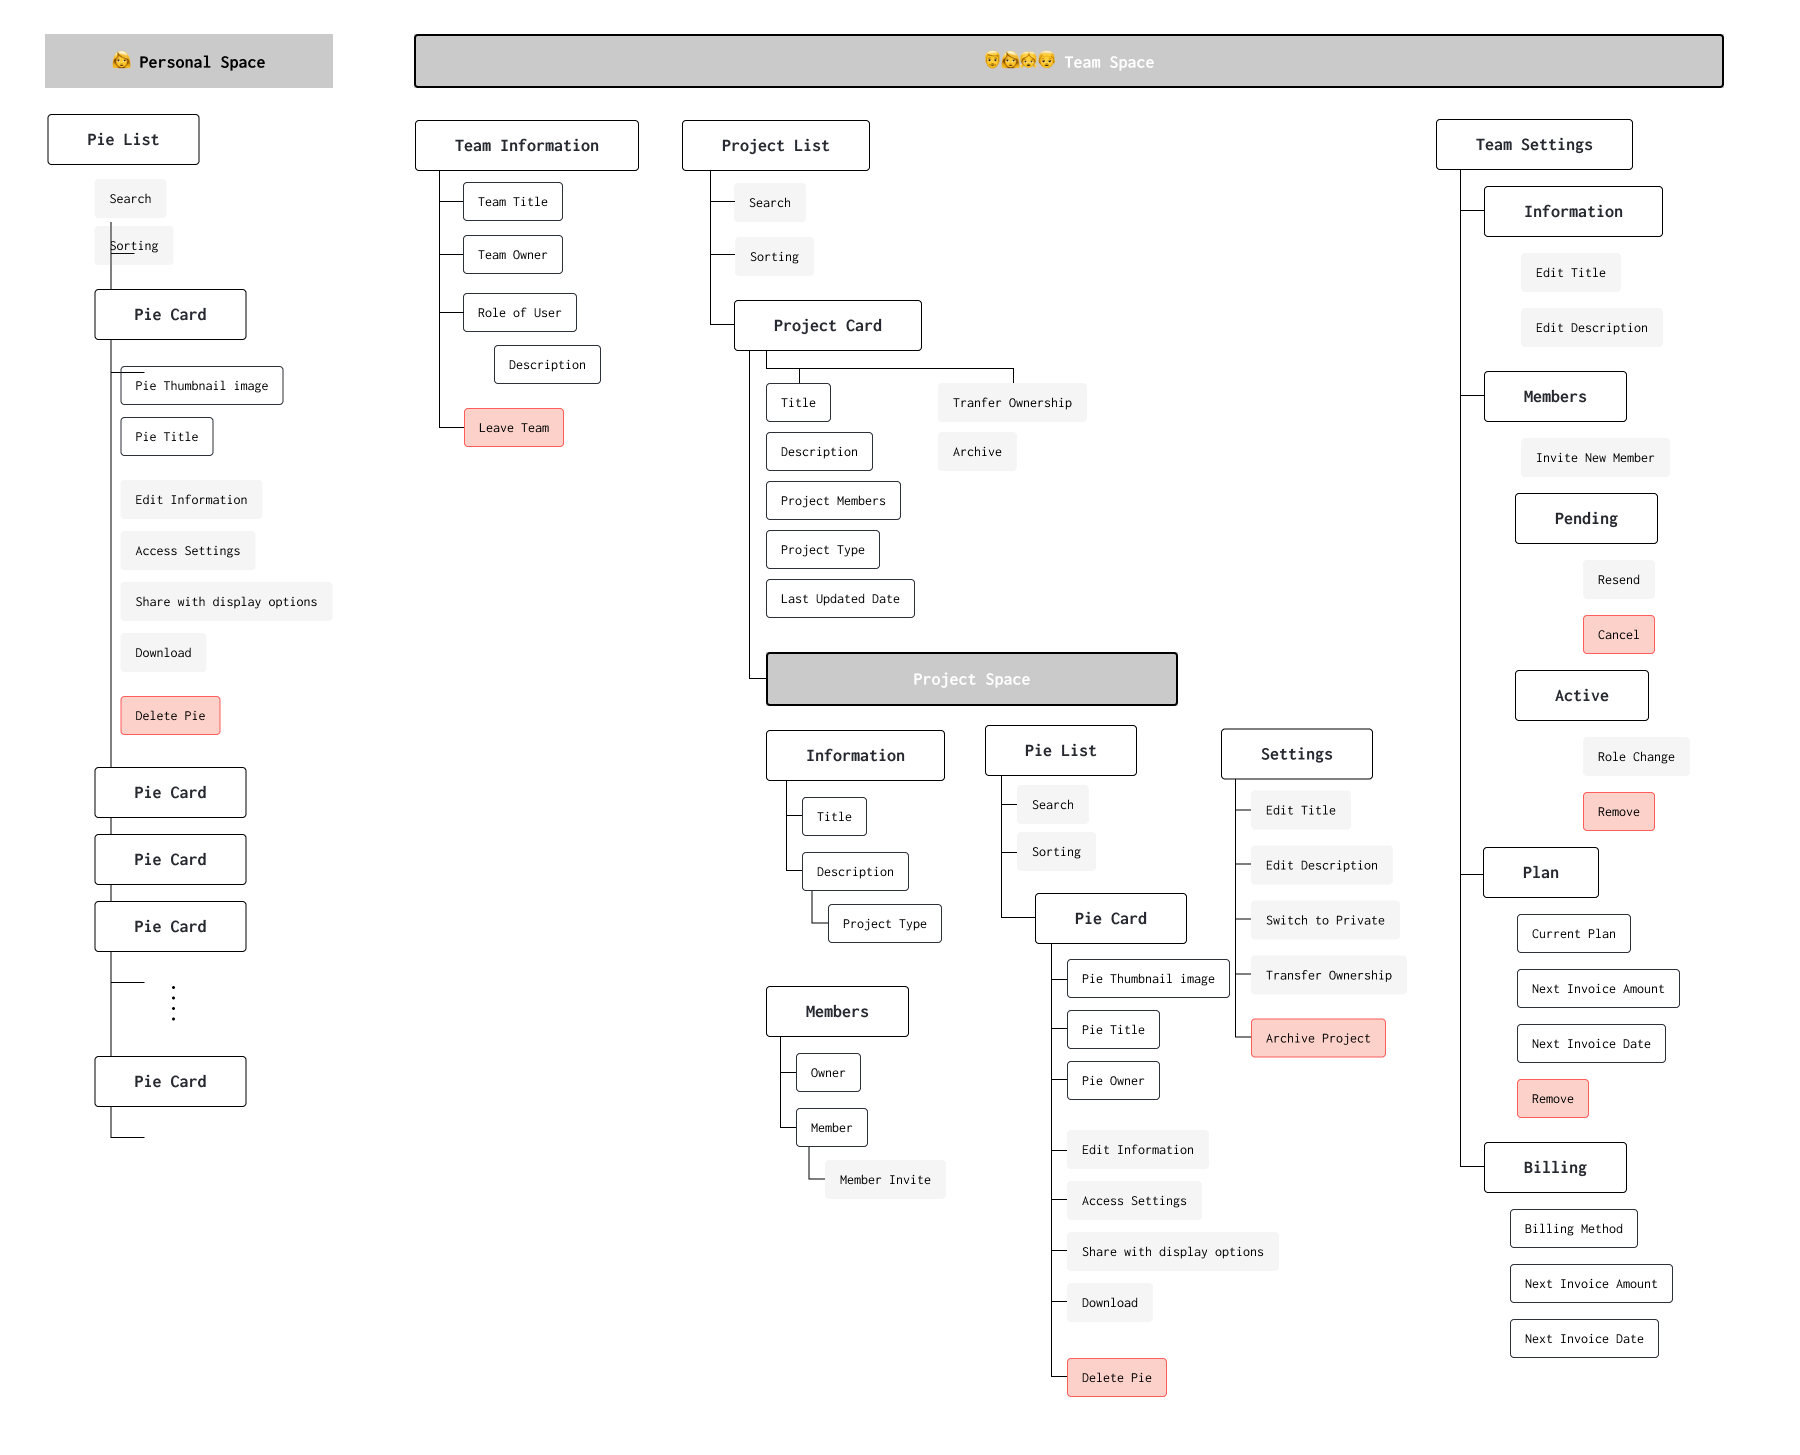 Personal Space
Pie List
Search
Sorting
Pie Card
Pie Thumbnail image
Pie Title
Edit Information
Access Settings
Share with display options
Download
Delete Pie
Pie Card
Pie Card
Pie Card
Pie Card
Team Space
Team Information
Team Title
Team Owner
Role of User
Description
Leave Team
Project List
Search
Sorting
Project Card
Title
Description
Project Members
Project Type
Last Updated Date
Tranfer Ownership
Archive
Project Space
Information
Title
Description
Project Type
Members
Owner
Member
Member Invite
Pie List
Search
Sorting
Pie Card
Pie Thumbnail image
Pie Title
Pie Owner
Edit Information
Access Settings
Share with display options
Download
Delete Pie
Settings
Edit Title
Edit Description
Switch to Private
Transfer Ownership
Archive Project
Team Settings
Information
Edit Title
Edit Description
Members
Invite New Member
Pending
Resend
Cancel
Active
Role Change
Remove
Plan
Current Plan
Next Invoice Amount
Next Invoice Date
Remove
Billing
Billing Method
Next Invoice Amount
Next Invoice Date